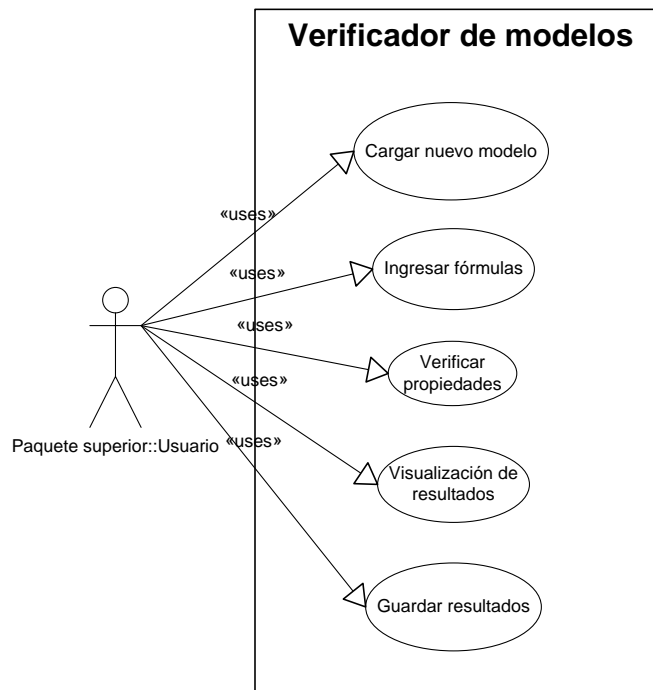 Verificador de modelos
Cargar nuevo modelo
«uses»
Ingresar fórmulas
«uses»
«uses»
Verificar
propiedades
«uses»
Paquete superior::Usuario
«uses»
Visualización de
resultados
Guardar resultados